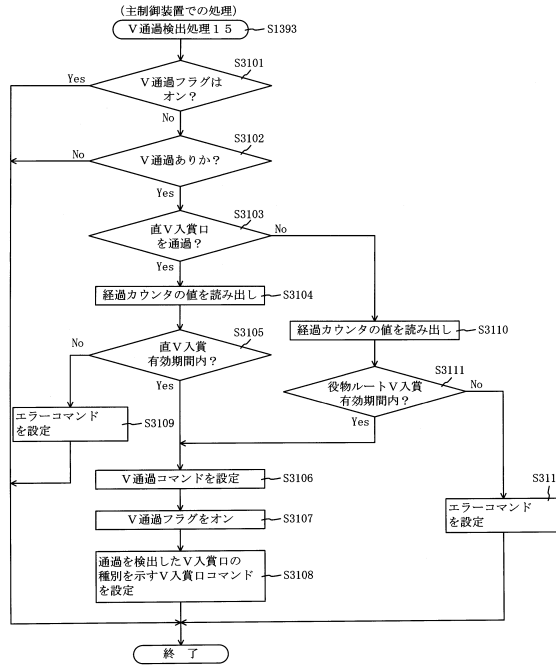 (主制御装置での処理)
V通過検出処理15
S1393
S3101
V通過フラグは
オン?
Yes
No
S3102
V通過ありか?
No
Yes
S3103
直V入賞口
を通過?
No
Yes
経過カウンタの値を読み出し
S3104
経過カウンタの値を読み出し
S3110
S3105
直V入賞
有効期間内?
No
Yes
S3111
役物ルートV入賞
有効期間内?
No
Yes
エラーコマンド
を設定
S3109
V通過コマンドを設定
S3106
V通過フラグをオン
S3107
通過を検出したV入賞口の
種別を示すV入賞口コマンド
を設定
S3108
S311
エラーコマンド
を設定
終 了